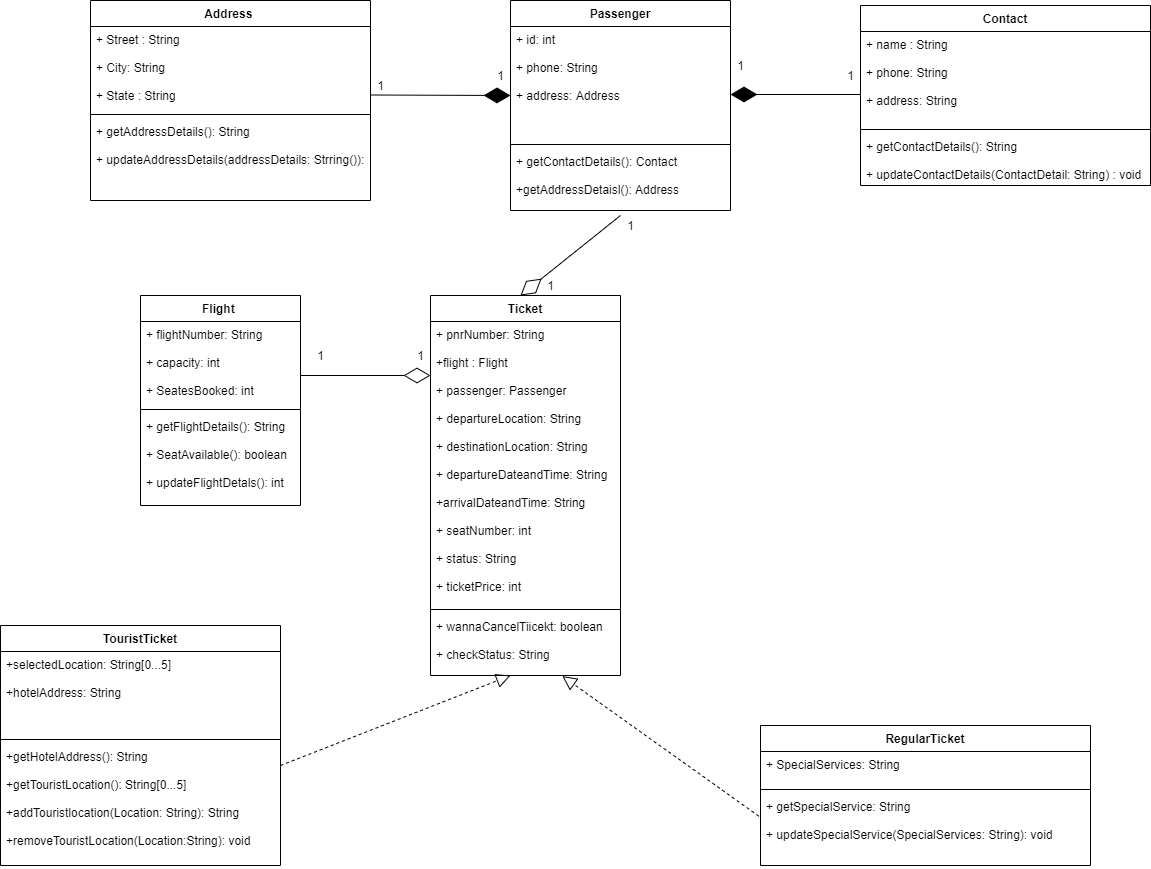 Address
+ Street : String
+ City: String
+ State : String
+ getAddressDetails(): String
+ updateAddressDetails(addressDetails: Strring()):
1
1
Passenger
+ id: int
+ phone: String
+ address: Address
+ getContactDetails(): Contact
+getAddressDetaisl(): Address
1
1
Contact
+ name : String
+ phone: String
+ address: String
+ getContactDetails(): String
+ updateContactDetails(ContactDetail: String) : void
1
1
Flight
+ flightNumber: String
+ capacity: int
+ SeatesBooked: int
+ getFlightDetails(): String
+ SeatAvailable(): boolean
+ updateFlightDetals(): int
1
1
Ticket
+ pnrNumber: String
+flight : Flight
+ passenger: Passenger
+ departureLocation: String
+ destinationLocation: String
+ departureDateandTime: String
+arrivalDateandTime: String
+ seatNumber: int
+ status: String
+ ticketPrice: int
+ wannaCancelTiicekt: boolean
+ checkStatus: String
TouristTicket
+selectedLocation: String[0...5]
+hotelAddress: String
+getHotelAddress(): String
+getTouristLocation(): String[0...5]
+addTouristlocation(Location: String): String
+removeTouristLocation(Location:String): void
RegularTicket
+ SpecialServices: String
+ getSpecialService: String
+ updateSpecialService(SpecialServices: String): void